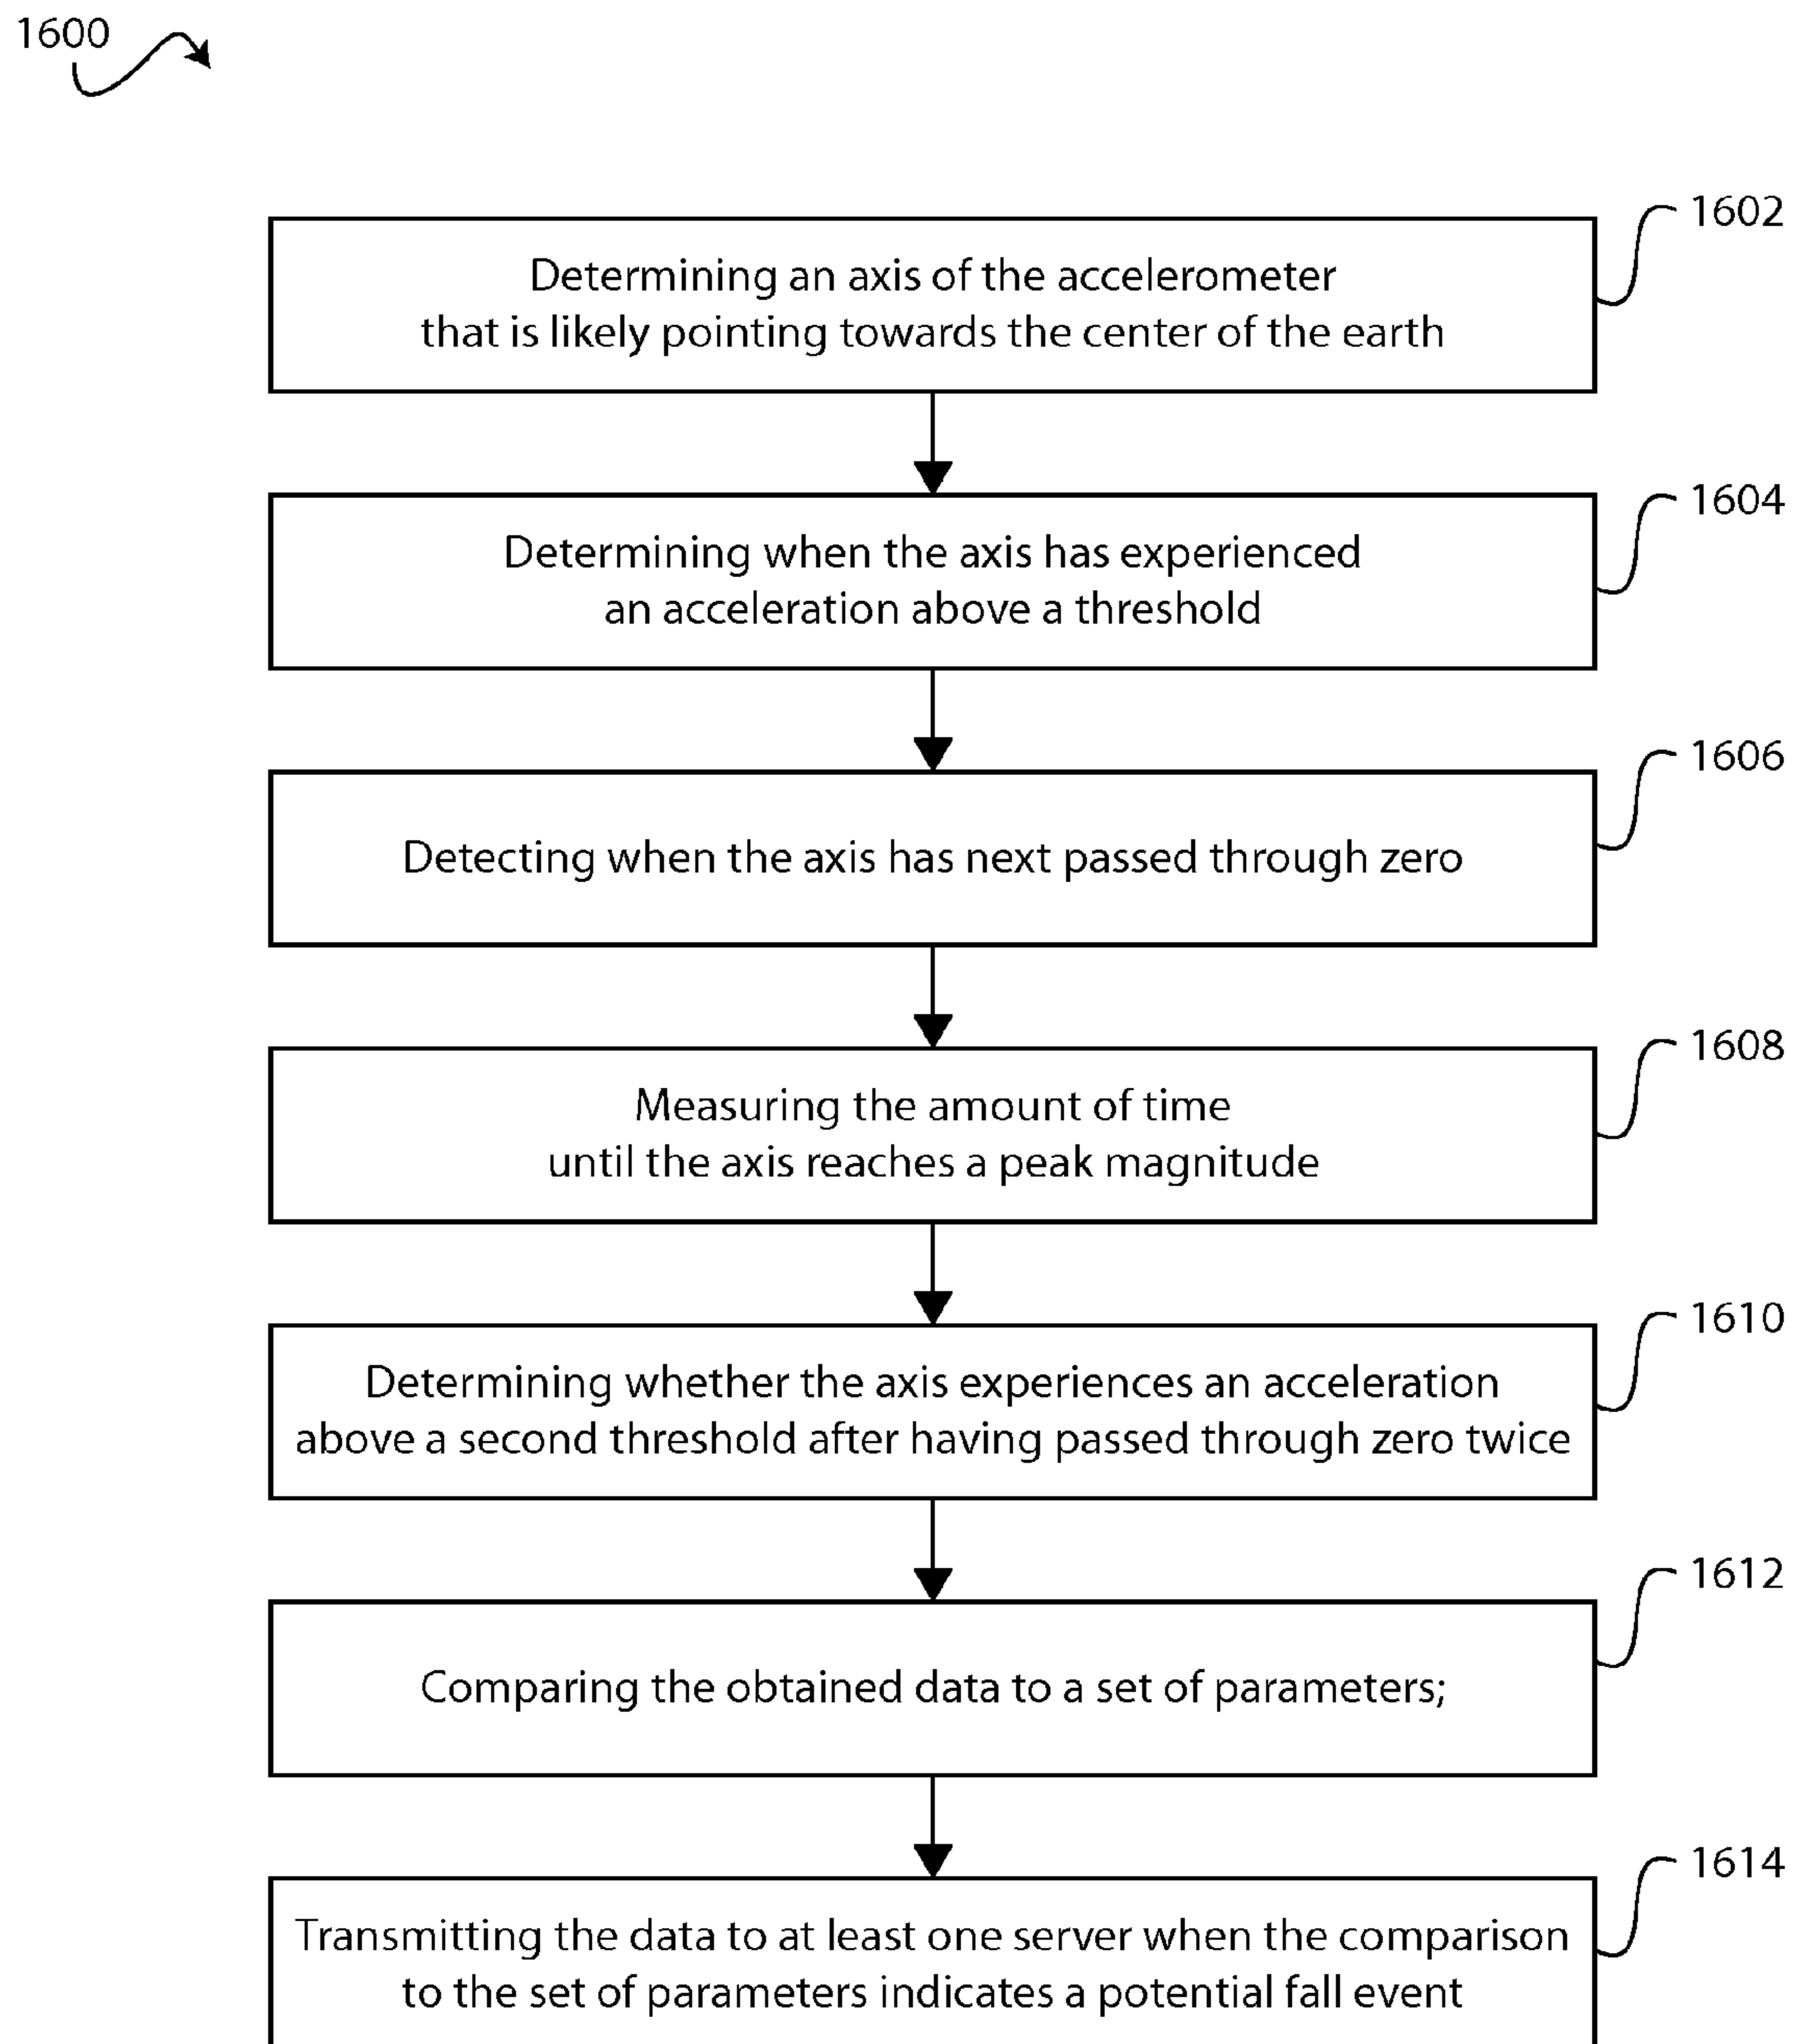 1600
1602
Determining an axis of the accelerometer
that is likely pointing towards the center of the earth
1604
Determining when the axis has experienced
an acceleration above a threshold
1606
Detecting when the axis has next passed through zero
1608
Measuring the amount of time
until the axis reaches a peak magnitude
1610
Determining whether the axis experiences an acceleration
above a second threshold after having passed through zero twice
1612
Comparing the obtained data to a set of parameters;
1614
Transmitting the data to at least one server when the comparison
to the set of parameters indicates a potential fall event